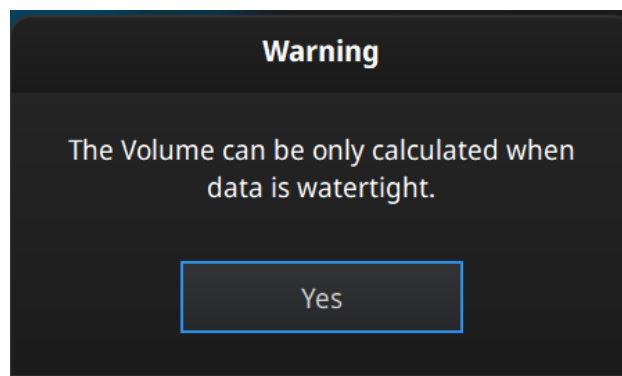 Warning
The Volume can be only calculated when
data is watertight.
Yes